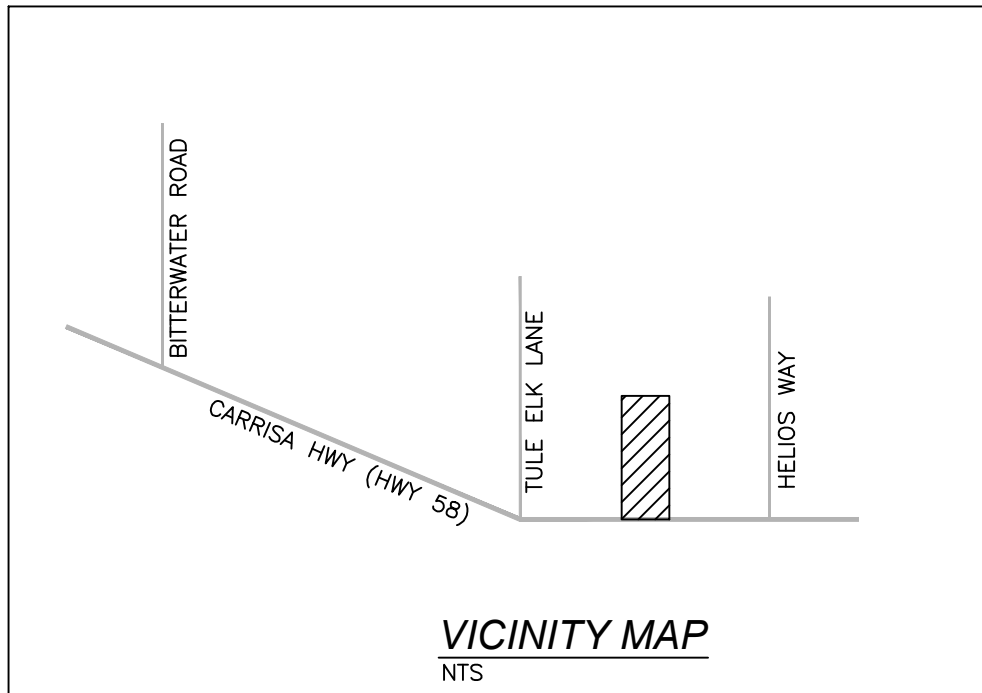 BITTERWATER ROAD
CARRISA HWY (HWY 58)
TULE ELK LANE
HELIOS WAY
VICINITY MAP
NTS